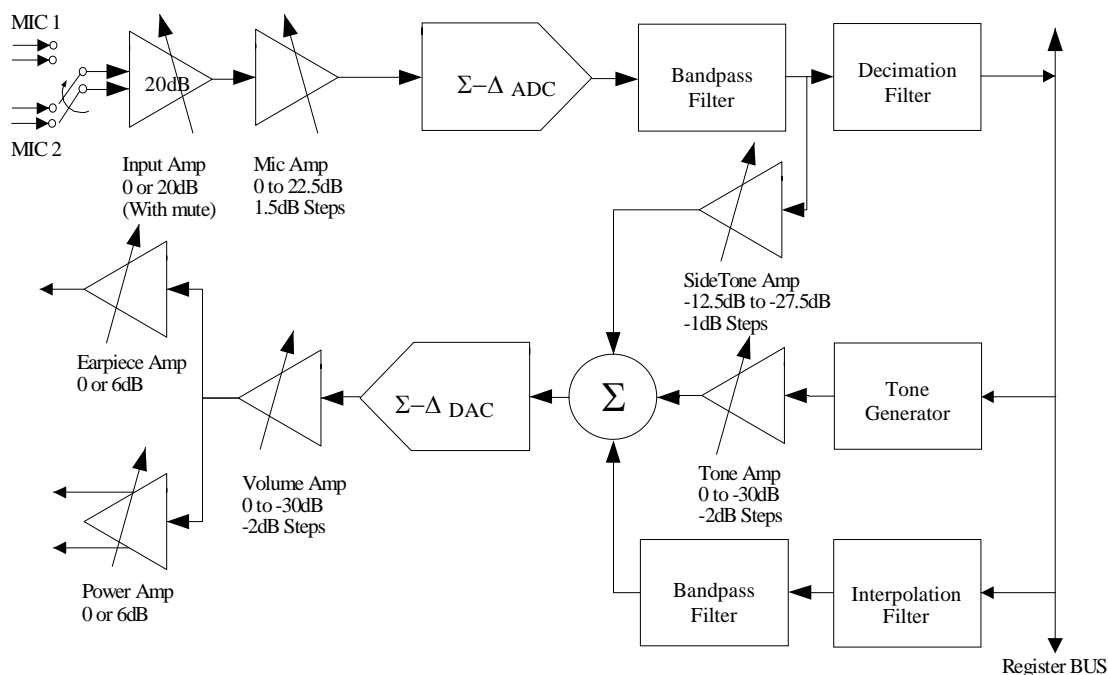 MIC 1
MIC 2
20dB
Input Amp
0 or 20dB
(With mute)
Mic Amp
0 to 22.5dB
1.5dB Steps
Σ−Δ ADC
Bandpass
Filter
Decimation
Filter
SideTone Amp
-12.5dB to -27.5dB
-1dB Steps
Earpiece Amp
0 or 6dB
Power Amp
0 or 6dB
Volume Amp
0 to -30dB
-2dB Steps
Σ−Δ DAC
Σ
Tone Amp
0 to -30dB
-2dB Steps
Tone
Generator
Bandpass
Filter
Interpolation
Filter
Register BUS